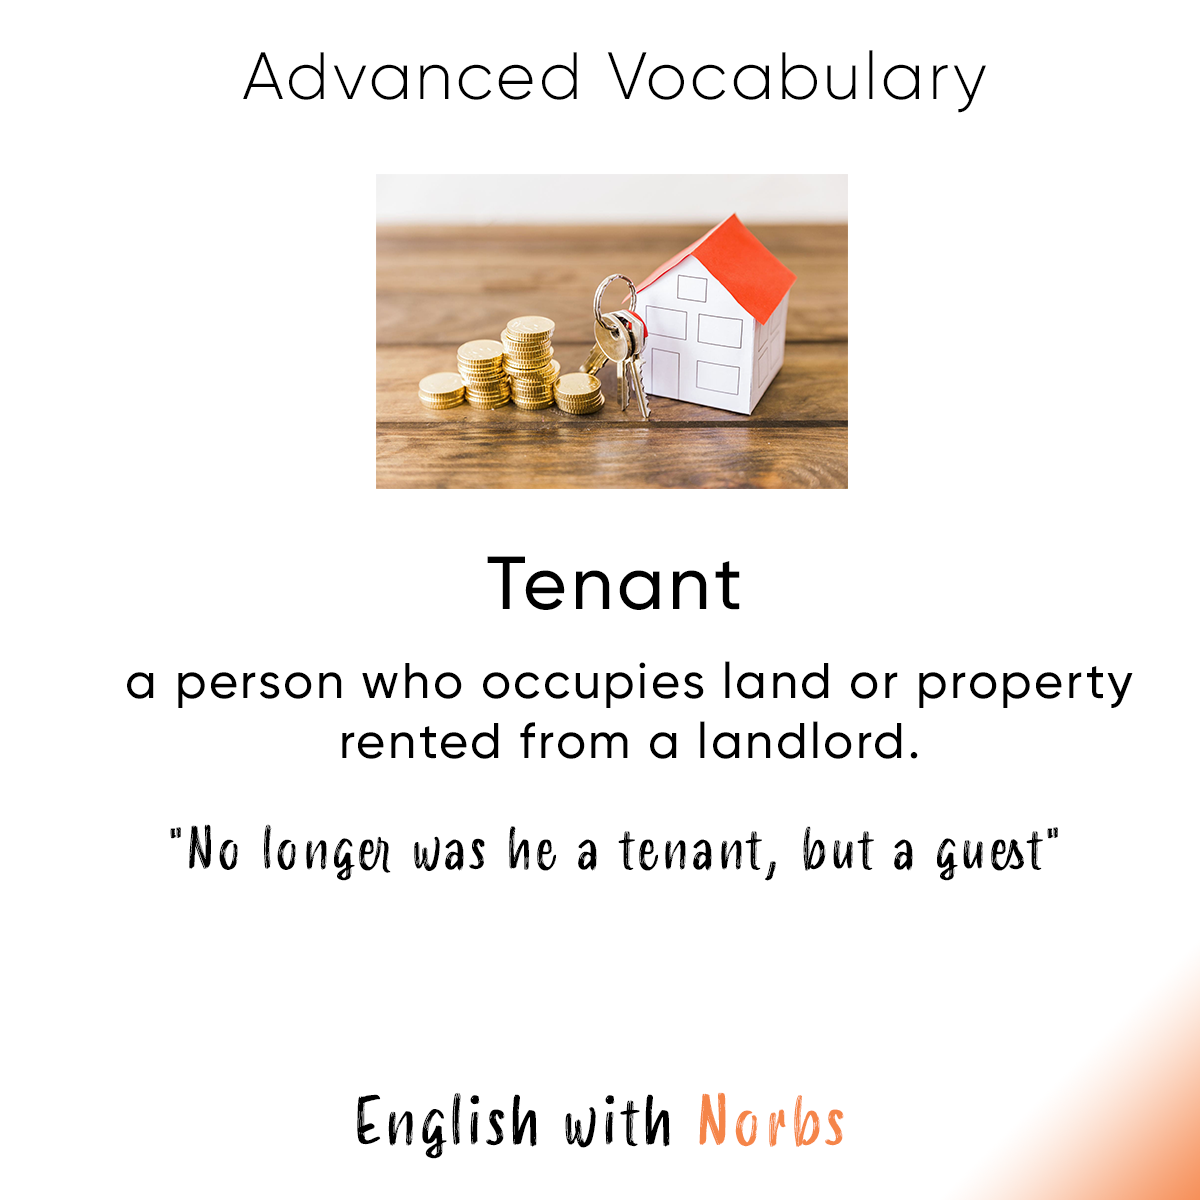 Advanced Vocabulary
Tenant
a person who occupies land or property
rented from a landlord.
"No longer was he a tenant, but a guest"
English with Norbs